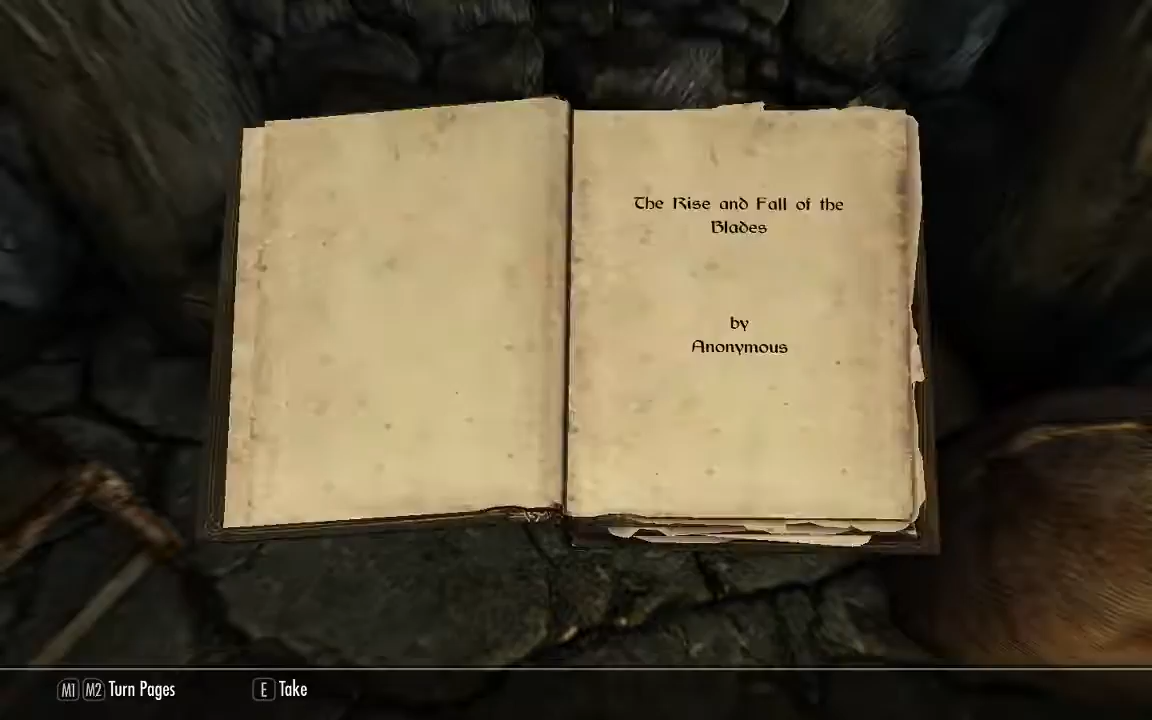 The Rise and Fall of the
Blades
by
Anonymous
M1 M2 Turn Pages
E Take